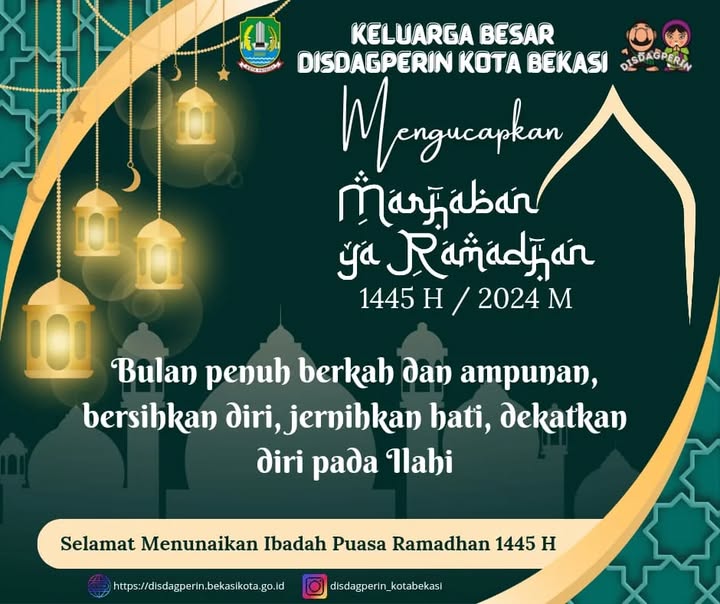 KELUARGA BESAR
DISDAGPERIN KOTA BEKASI
DISDAGPERIN
Mengucapkan
Marhaban
ya Ramadhan
1445 H / 2024 M
Bulan penuh berkah dan ampunan,
bersihkan diri, jernihkan hati, dekatkan
diri pada Ilahi
Selamat Menunaikan Ibadah Puasa Ramadhan 1445 H
https://disdagperin.bekasikota.go.id
disdagperin_kotabekasi